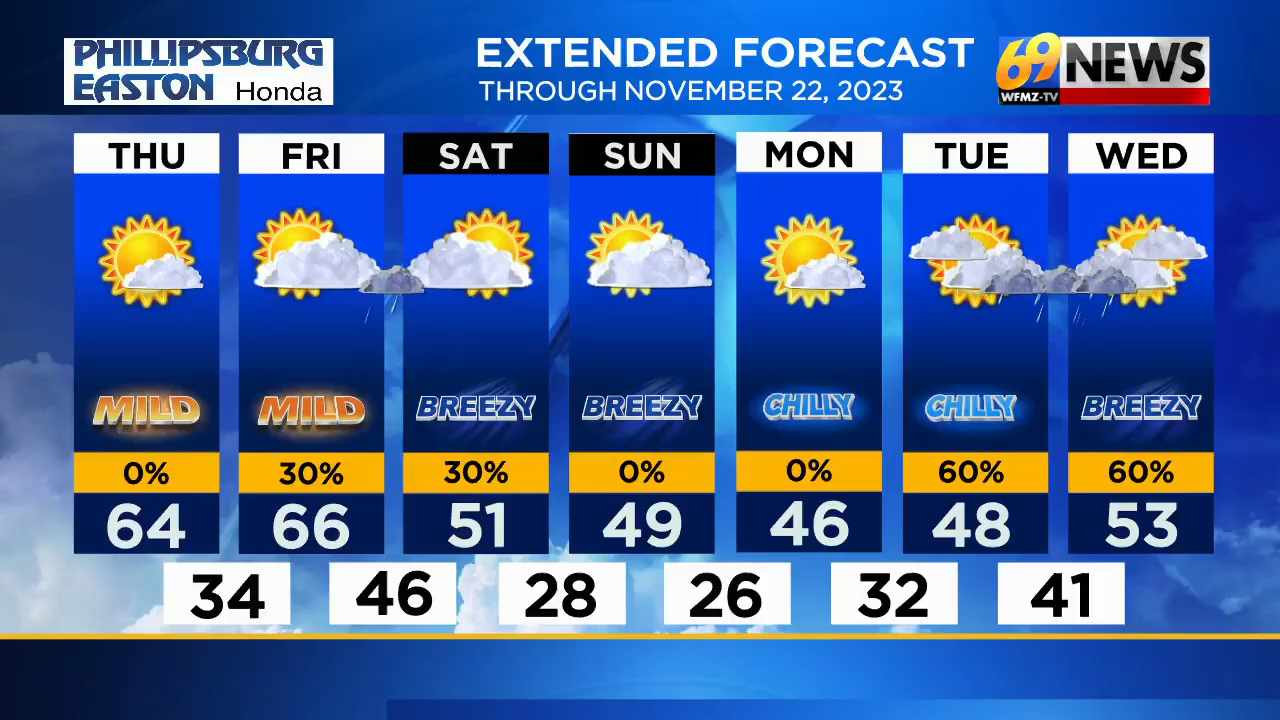 PHILLIPSBURG
EASTON Honda
EXTENDED FORECAST
THROUGH NOVEMBER 22, 2023
69 NEWS
WFMZ-TV
THU FRI SAT SUN MON TUE WED
MILD MILD BREEZY BREEZY CHILLY CHILLY BREEZY
0% 30% 30% 0% 0% 60% 60%
64 66 51 49 46 48 53
34 46 28 26 32 41